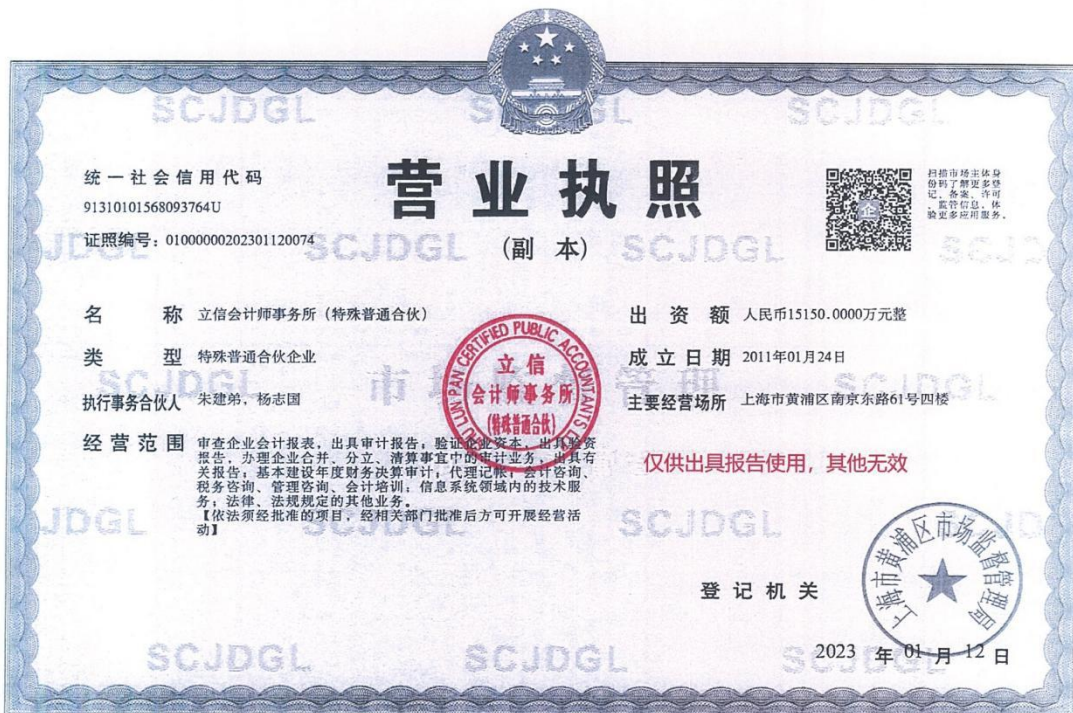 统一社会信用代码
91310101568093764U
证照编号：01000000202301120074
营业执照
（副 本）
扫描市场主体身
份码了解更多登
记、备案、许可
、监管信息，体
验更多应用服务。
名 称 立信会计师事务所（特殊普通合伙）
类 型 特殊普通合伙企业
执行事务合伙人 朱建弟，杨志国
经营范围 审查企业会计报表，出具审计报告；验证企业资本，出具验资
报告，办理企业合并、分立、清算事宜中的审计业务，出具有
关报告；基本建设年度财务决算审计；代理记帐；会计咨询、
税务咨询、管理咨询、会计培训；信息系统领域内的技术服
务；法律、法规规定的其他业务。
【依法须经批准的项目，经相关部门批准后方可开展经营活
动】
出资额 人民币15150.0000万元整
成立日期 2011年01月24日
主要经营场所 上海市黄浦区南京东路61号四楼
仅供出具报告使用，其他无效
立信
会计师事务所
（特殊普通合伙）
登记机关
上海市黄浦区市场监督管理局
2023 年 01 月 12 日
SCJDGL